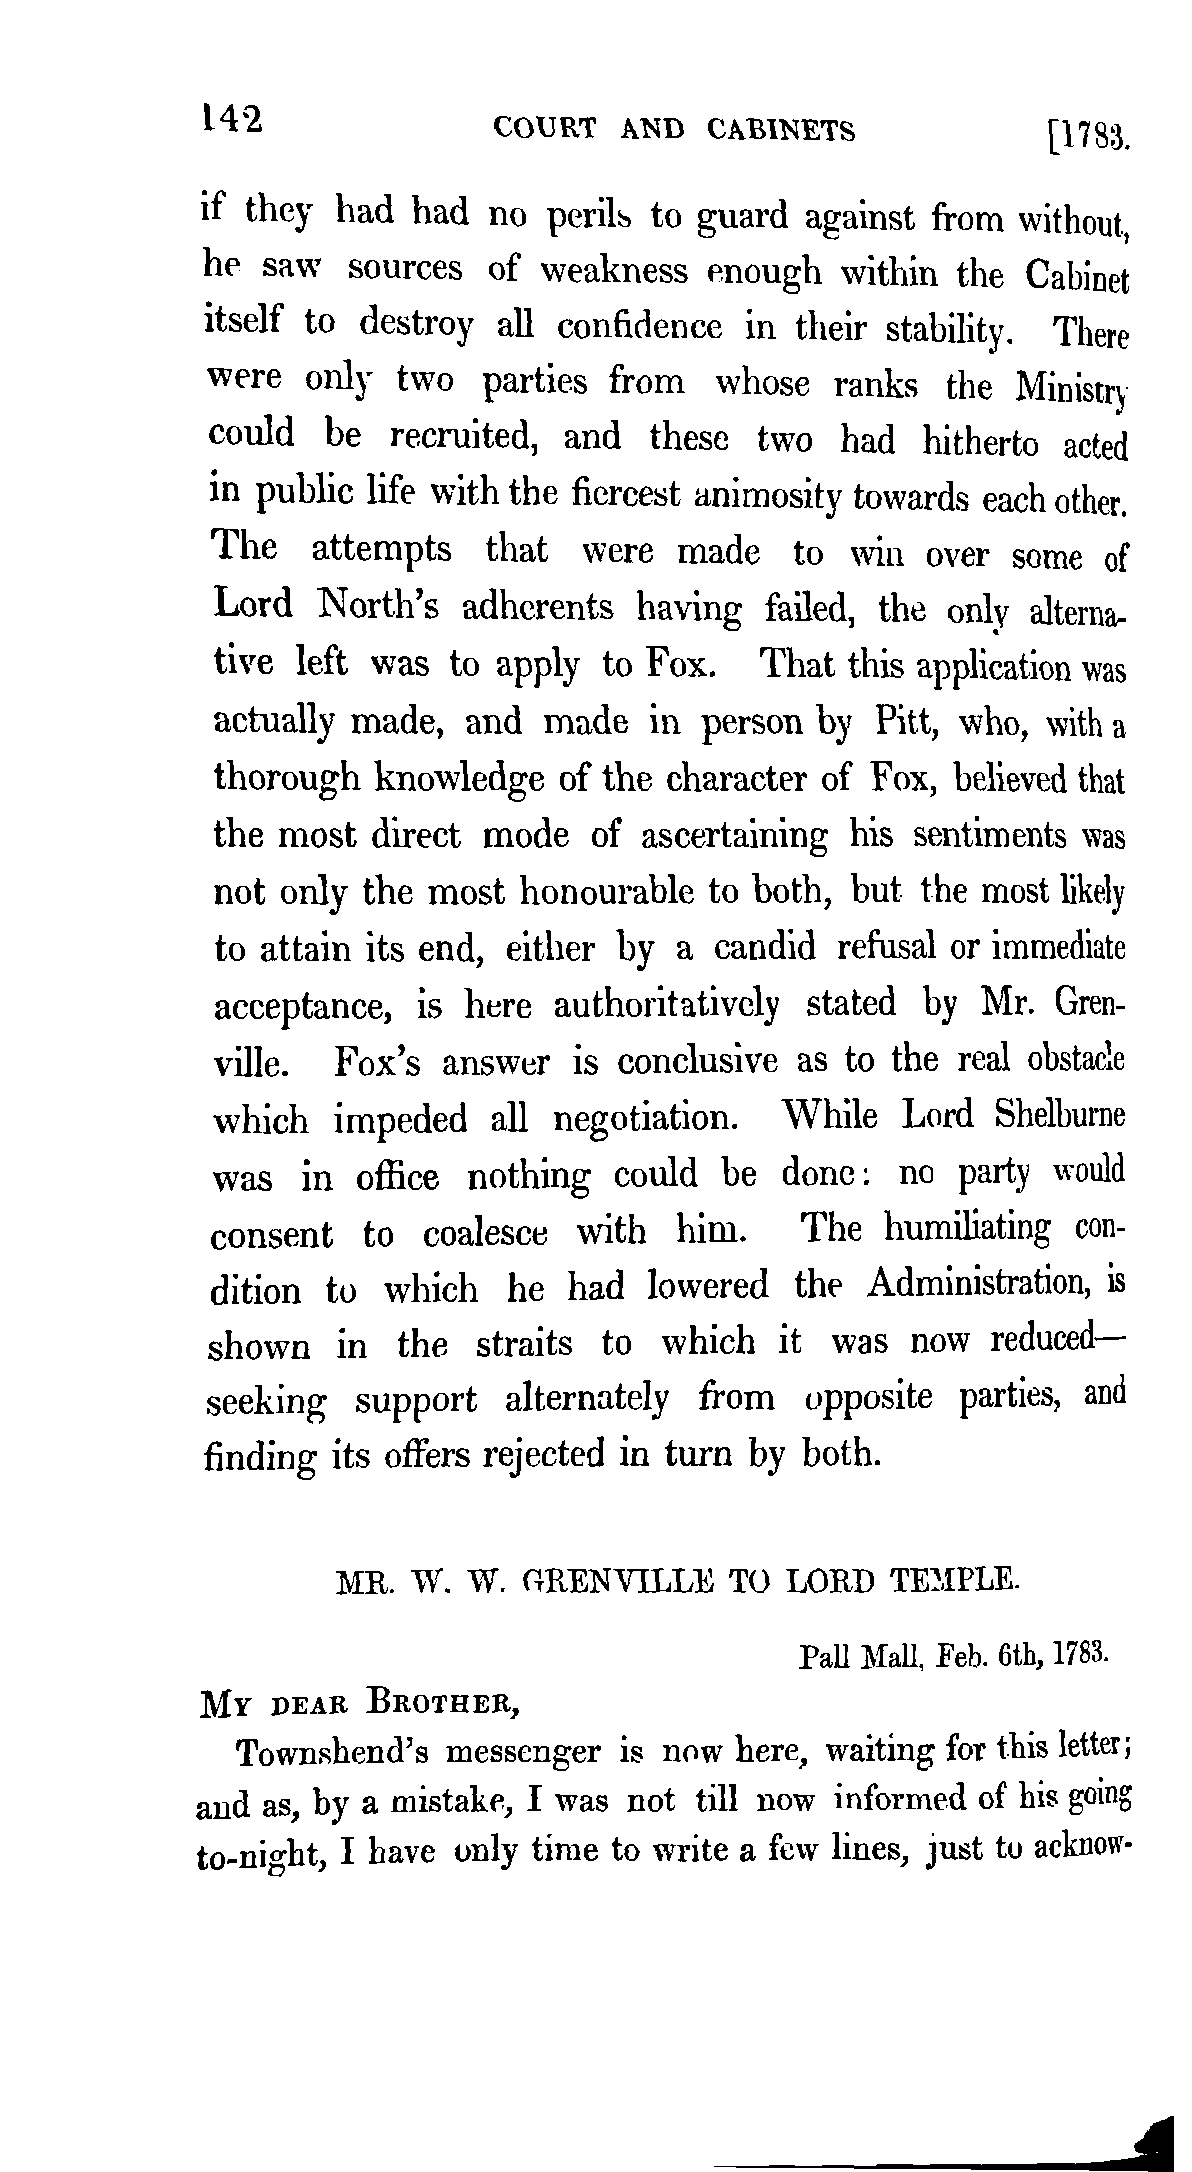 142 COURT AND CABINETS [1783.
if they had had no perils to guard against from without,
he saw sources of weakness enough within the Cabinet
itself to destroy all confidence in their stability. There
were only two parties from whose ranks the Ministry
could be recruited, and these two had hitherto acted
in public life with the fiercest animosity towards each other.
The attempts that were made to win over some of
Lord North's adherents having failed, the only alterna-
tive left was to apply to Fox. That this application was
actually made, and made in person by Pitt, who, with a
thorough knowledge of the character of Fox, believed that
the most direct mode of ascertaining his sentiments was
not only the most honourable to both, but the most likely
to attain its end, either by a candid refusal or immediate
acceptance, is here authoritatively stated by Mr. Gren-
ville. Fox's answer is conclusive as to the real obstacle
which impeded all negotiation. While Lord Shelburne
was in office nothing could be done: no party would
consent to coalesce with him. The humiliating con-
dition to which he had lowered the Administration, is
shown in the straits to which it was now reduced—
seeking support alternately from opposite parties, and
finding its offers rejected in turn by both.
MR. W. W. GRENVILLE TO LORD TEMPLE.
Pall Mall, Feb. 6th, 1783.
MY DEAR BROTHER,
Townshend's messenger is now here, waiting for this letter;
and as, by a mistake, I was not till now informed of his going
to-night, I have only time to write a few lines, just to acknow-